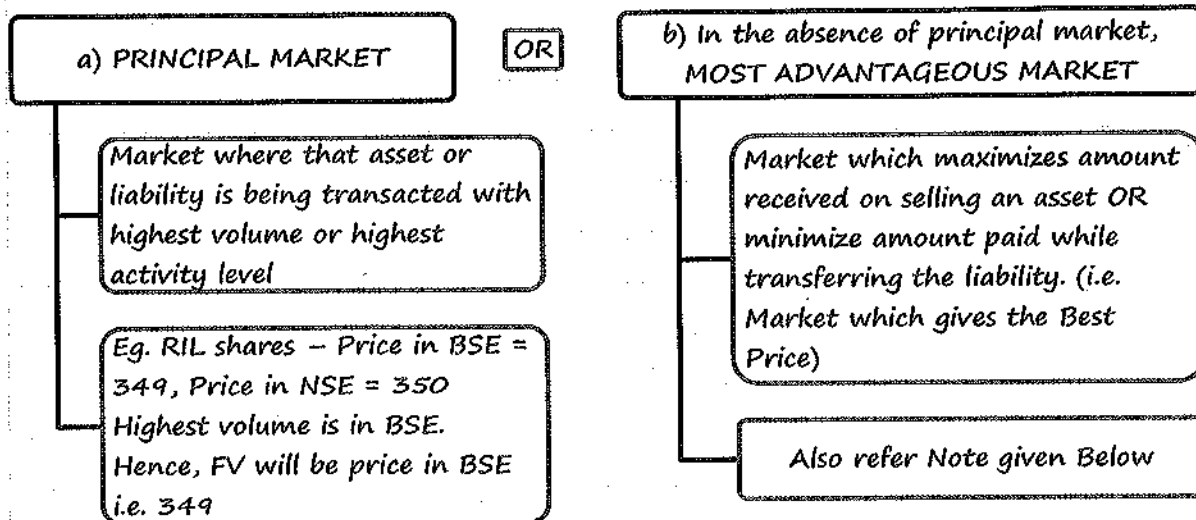 a) PRINCIPAL MARKET
OR
b) In the absence of principal market,
MOST ADVANTAGEOUS MARKET
Market where that asset or
liability is being transacted with
highest volume or highest
activity level
Eg. RIL shares – Price in BSE =
349, Price in NSE = 350
Highest volume is in BSE.
Hence, FV will be price in BSE
i.e. 349
Market which maximizes amount
received on selling an asset OR
minimize amount paid while
transferring the liability. (i.e.
Market which gives the Best
Price)
Also refer Note given Below